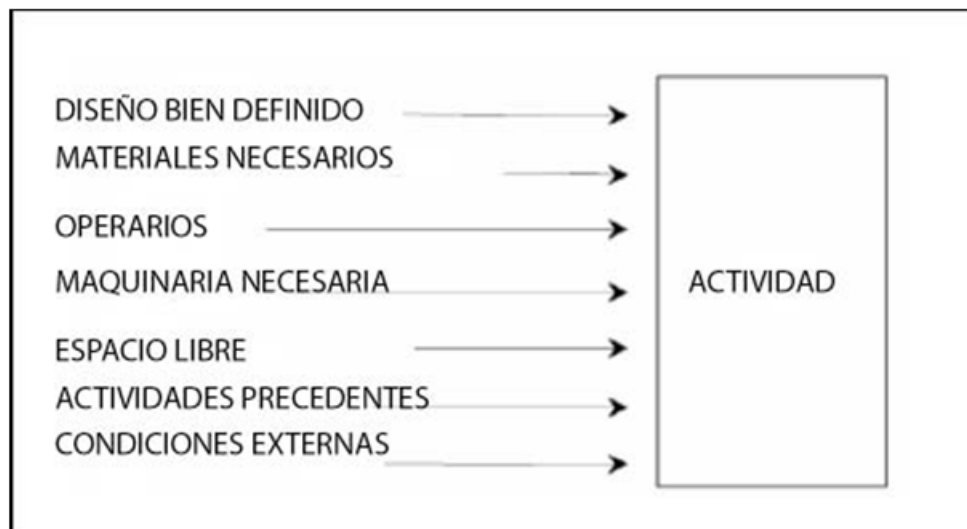 DISEÑO BIEN DEFINIDO
MATERIALES NECESARIOS
OPERARIOS
MAQUINARIA NECESARIA
ACTIVIDAD
ESPACIO LIBRE
ACTIVIDADES PRECEDENTES
CONDICIONES EXTERNAS